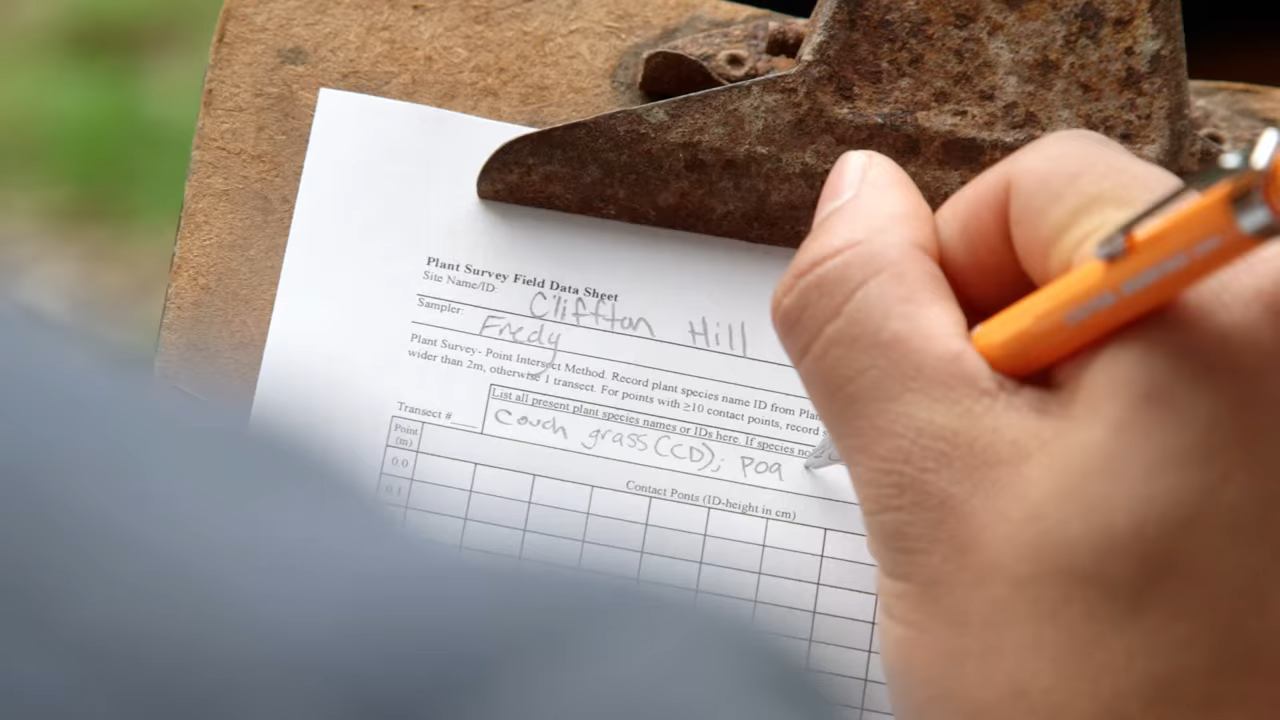 Plant Survey Field Data Sheet
Site Name/ID: Cliffton Hill
Sampler: Fredy
Plant Survey- Point Intersect Method. Record plant species name ID from Plan
wider than 2m, otherwise 1 transect. For points with ≥10 contact points, record
Transect #___ List all present plant species names or IDs here. If species no
Couch grass (CD); Poa
Point (m) Contact Ponts (ID-height in cm)
0.0
0.1